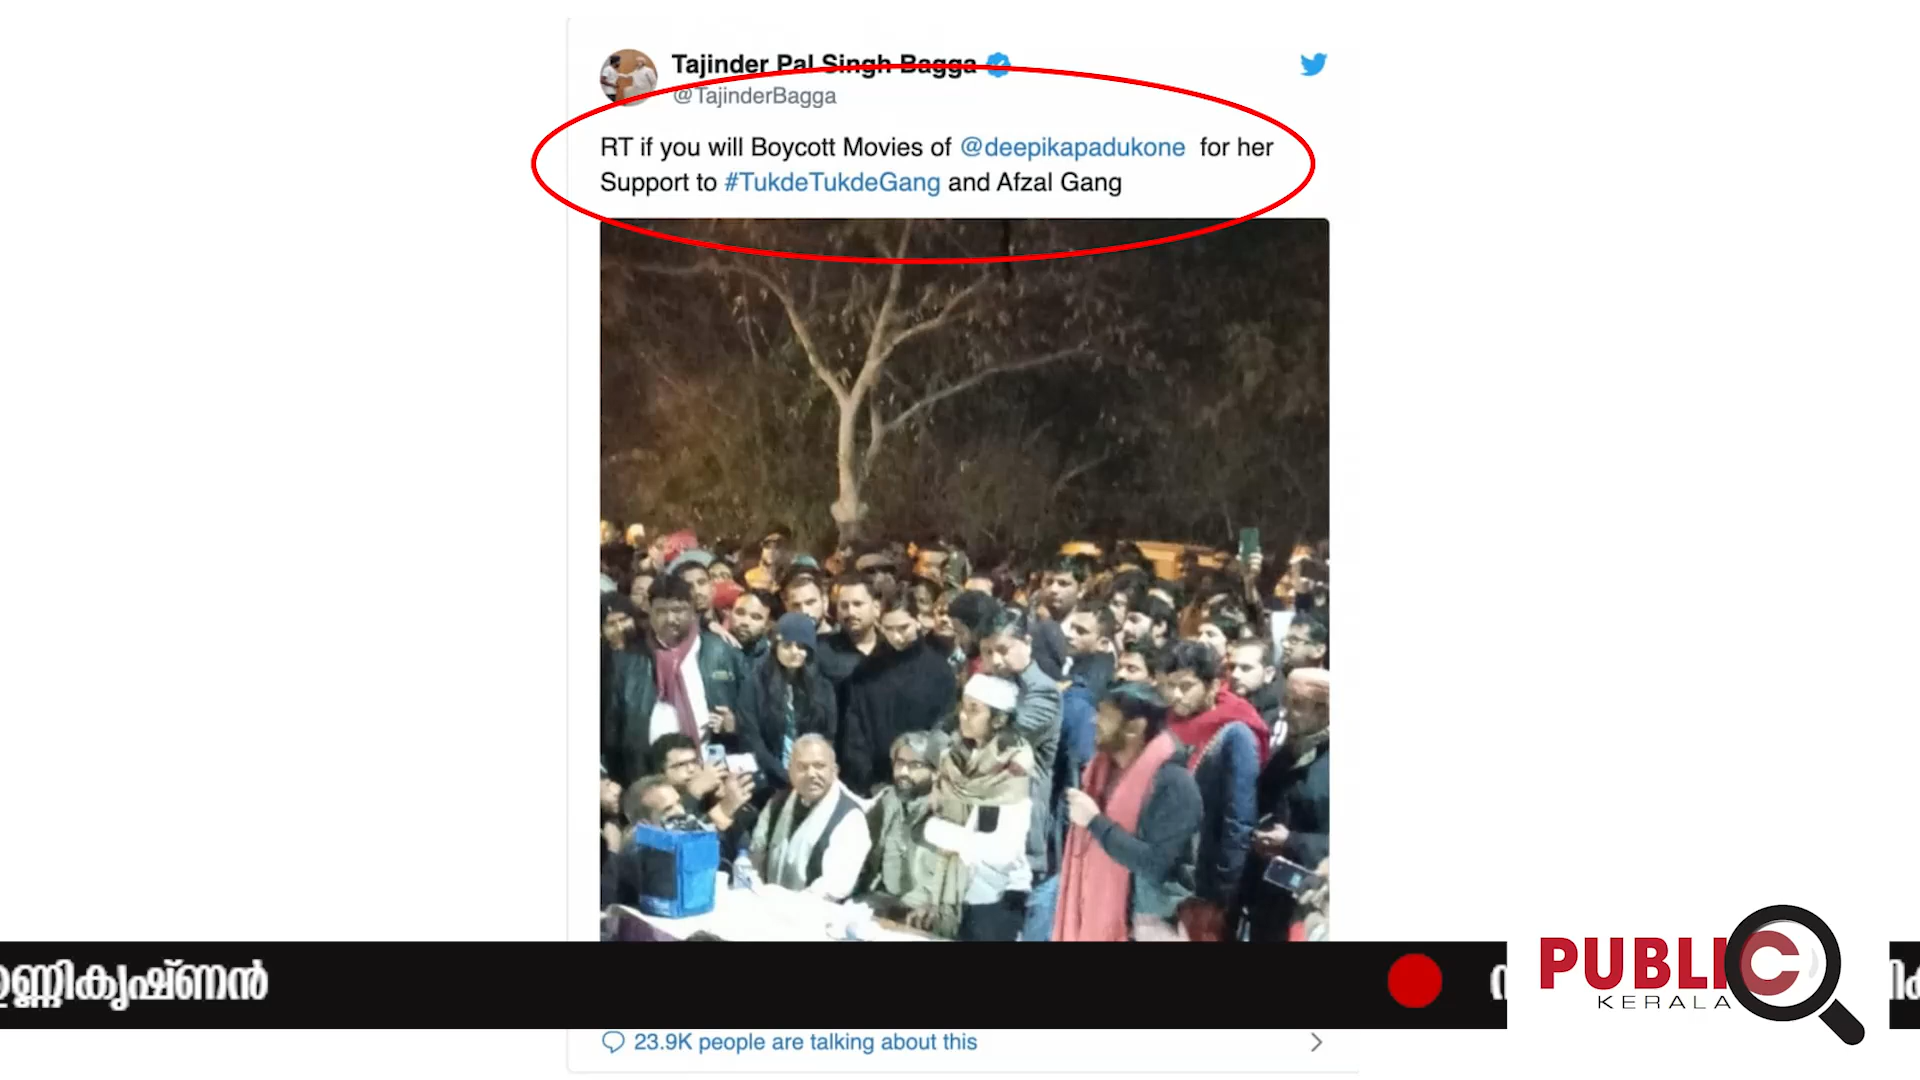 Tajinder Pal Singh Bagga
@TajinderBagga
RT if you will Boycott Movies of @deepikapadukone for her
Support to #TukdeTukdeGang and Afzal Gang
ഉണ്ണികൃഷ്ണൻ
PUBLIC
KERALA
23.9K people are talking about this